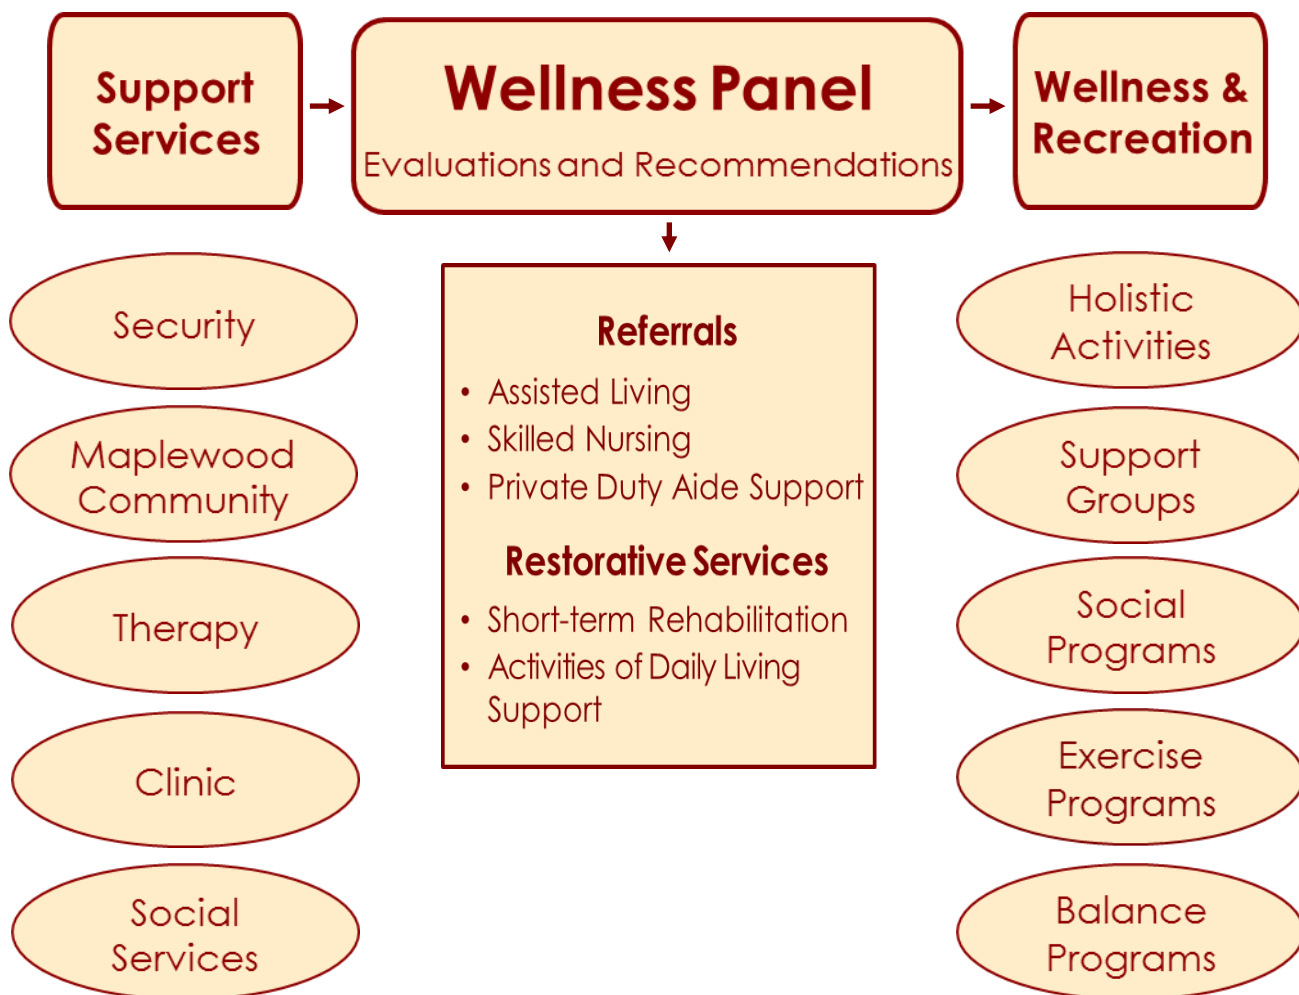 Support
Services
Wellness Panel
Evaluations and Recommendations
Wellness &
Recreation
Security
Maplewood
Community
Therapy
Clinic
Social
Services
Referrals
• Assisted Living
• Skilled Nursing
• Private Duty Aide Support
Restorative Services
• Short-term Rehabilitation
• Activities of Daily Living
Support
Holistic
Activities
Support
Groups
Social
Programs
Exercise
Programs
Balance
Programs